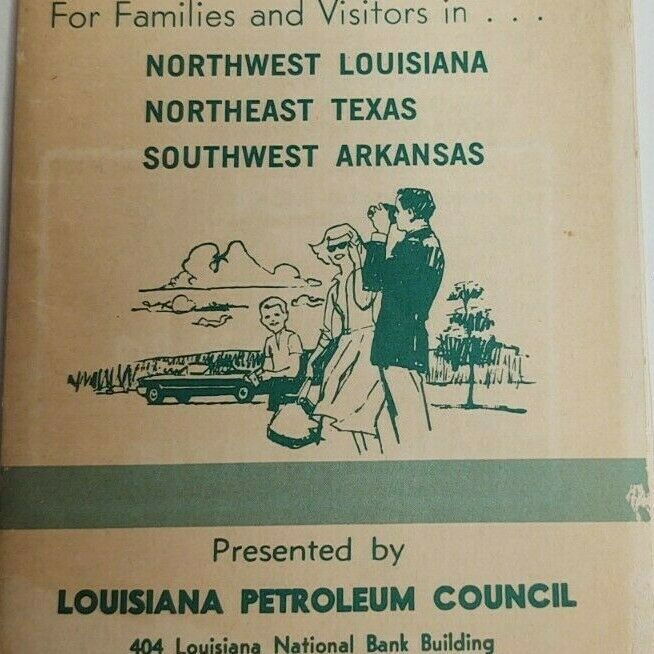 For Families and Visitors in . . .
NORTHWEST LOUISIANA
NORTHEAST TEXAS
SOUTHWEST ARKANSAS
Presented by
LOUISIANA PETROLEUM COUNCIL
404 Louisiana National Bank Building